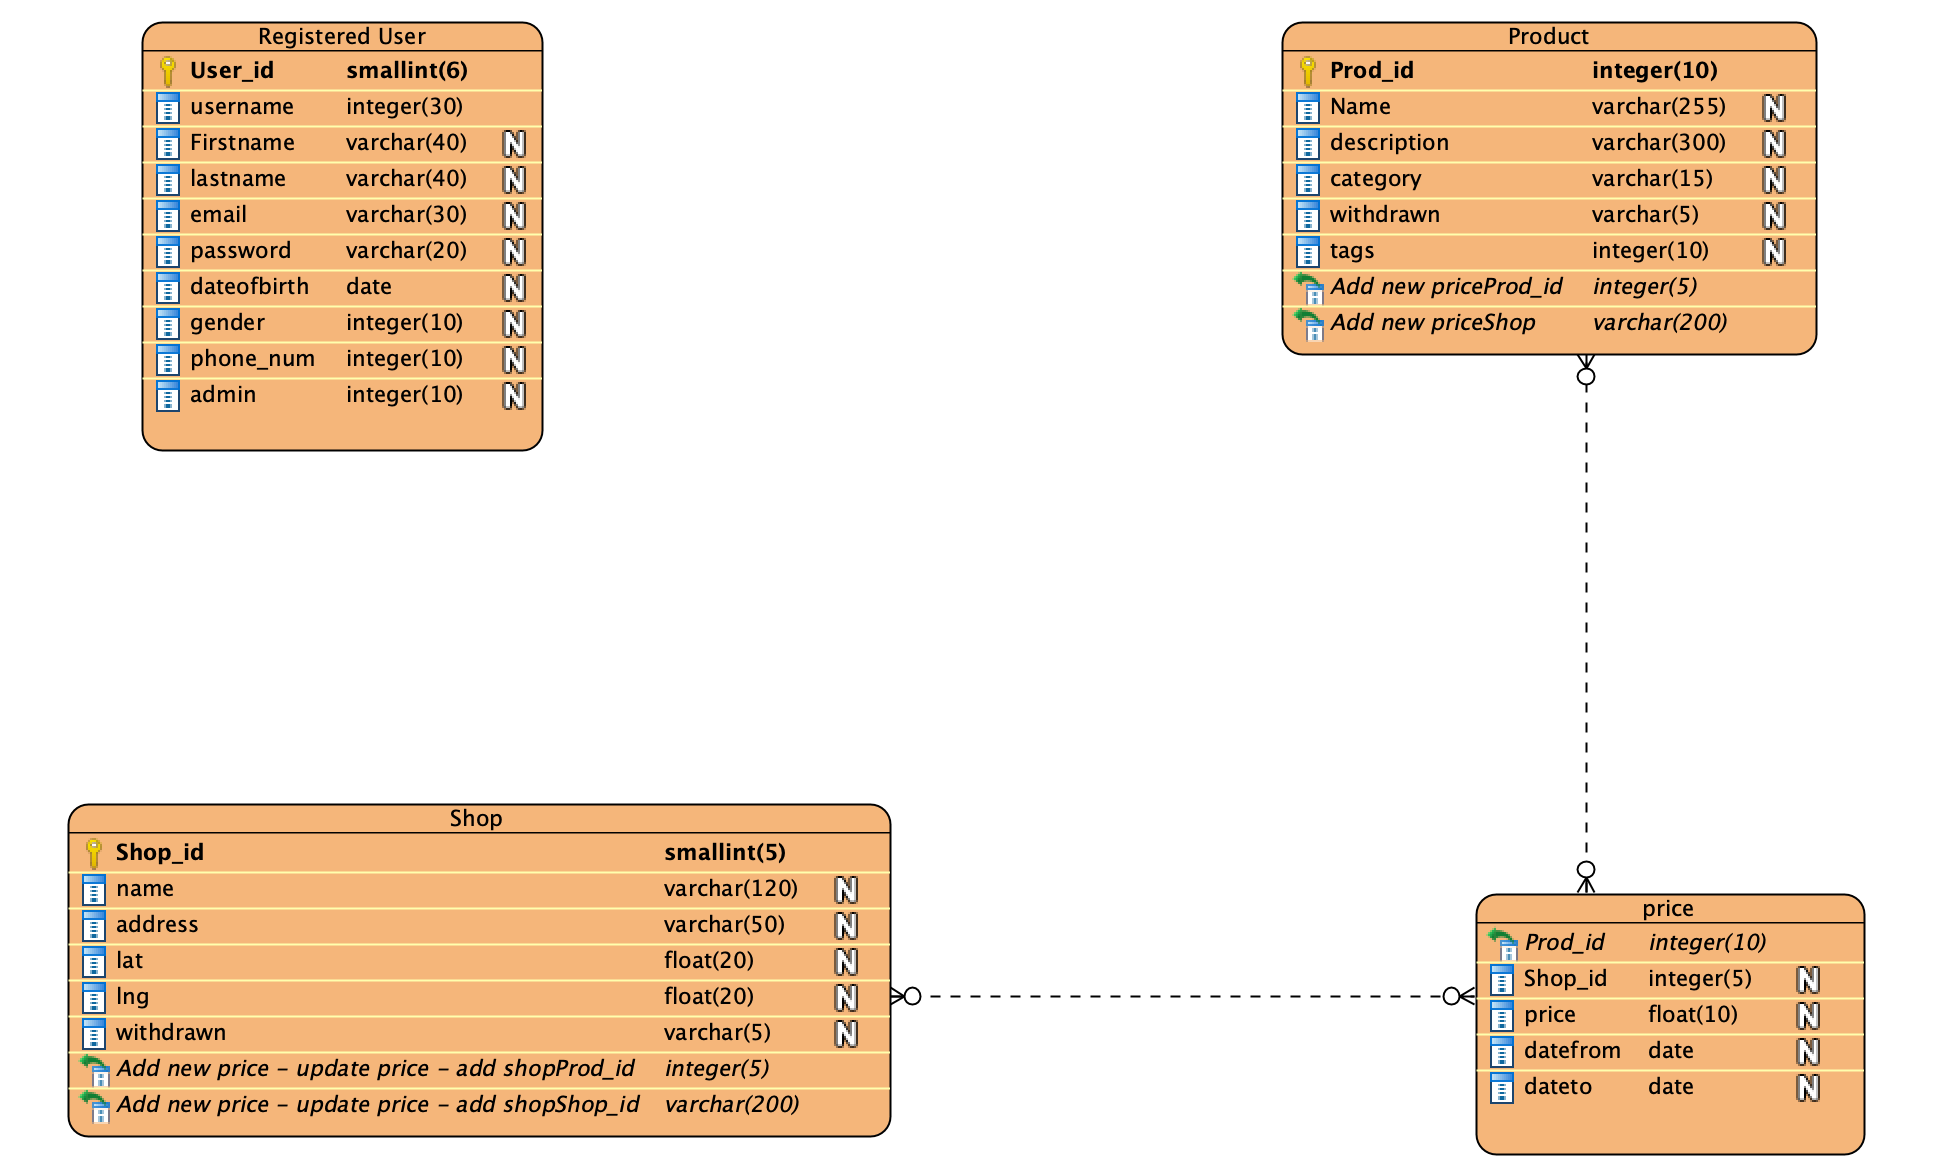 Registered User
User_id smallint(6)
username integer(30)
Firstname varchar(40) N
lastname varchar(40) N
email varchar(30) N
password varchar(20) N
dateofbirth date N
gender integer(10) N
phone_num integer(10) N
admin integer(10) N
Product
Prod_id integer(10)
Name varchar(255) N
description varchar(300) N
category varchar(15) N
withdrawn varchar(5) N
tags integer(10) N
Add new priceProd_id integer(5)
Add new priceShop varchar(200)
Shop
Shop_id smallint(5)
name varchar(120) N
address varchar(50) N
lat float(20) N
lng float(20) N
withdrawn varchar(5) N
Add new price – update price – add shopProd_id integer(5)
Add new price – update price – add shopShop_id varchar(200)
price
Prod_id integer(10)
Shop_id integer(5) N
price float(10) N
datefrom date N
dateto date N